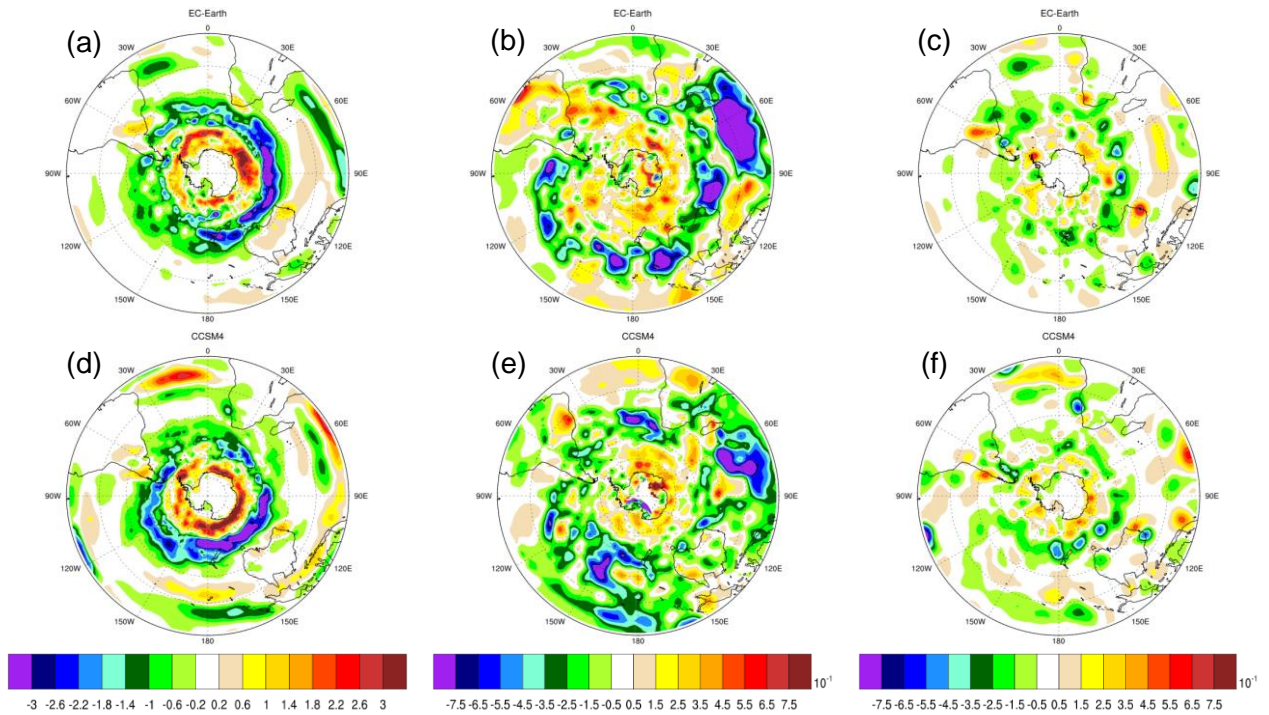 EC-Earth
(a)
0
30E
60E
90E
120E
150E
180
150W
120W
90W
60W
30W
EC-Earth
(b)
0
30E
60E
90E
120E
150E
180
150W
120W
90W
60W
30W
EC-Earth
(c)
0
30E
60E
90E
120E
150E
180
150W
120W
90W
60W
30W
CCSM4
(d)
0
30E
60E
90E
120E
150E
180
150W
120W
90W
60W
30W
CCSM4
(e)
0
30E
60E
90E
120E
150E
180
150W
120W
90W
60W
30W
CCSM4
(f)
0
30E
60E
90E
120E
150E
180
150W
120W
90W
60W
30W
-3 -2.6 -2.2 -1.8 -1.4 -1 -0.6 -0.2 0.2 0.6 1 1.4 1.8 2.2 2.6 3
10⁻¹
-7.5 -6.5 -5.5 -4.5 -3.5 -2.5 -1.5 -0.5 0.5 1.5 2.5 3.5 4.5 5.5 6.5 7.5
10⁻¹
-7.5 -6.5 -5.5 -4.5 -3.5 -2.5 -1.5 -0.5 0.5 1.5 2.5 3.5 4.5 5.5 6.5 7.5